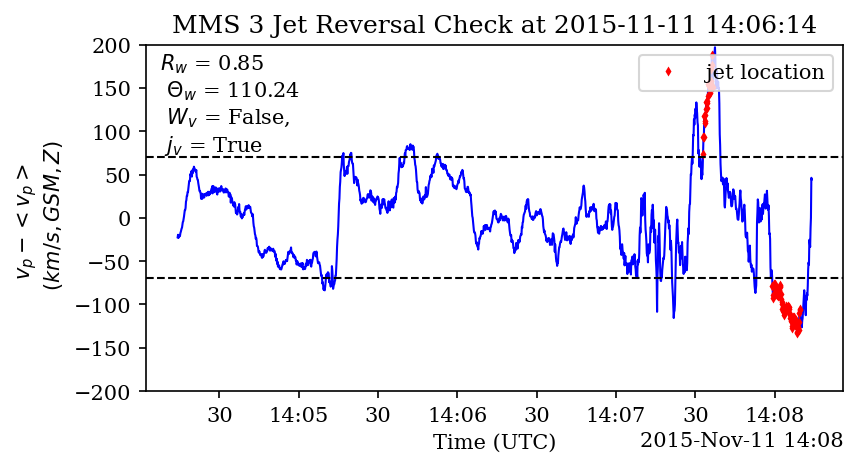 MMS 3 Jet Reversal Check at 2015-11-11 14:06:14
R_w = 0.85
Θ_w = 110.24
W_v = False,
j_v = True
jet location
v_p − < v_p >
(km/s, GSM, Z)
200
150
100
50
0
−50
−100
−150
−200
30 14:05 30 14:06 30 14:07 30 14:08
Time (UTC)
2015-Nov-11 14:08